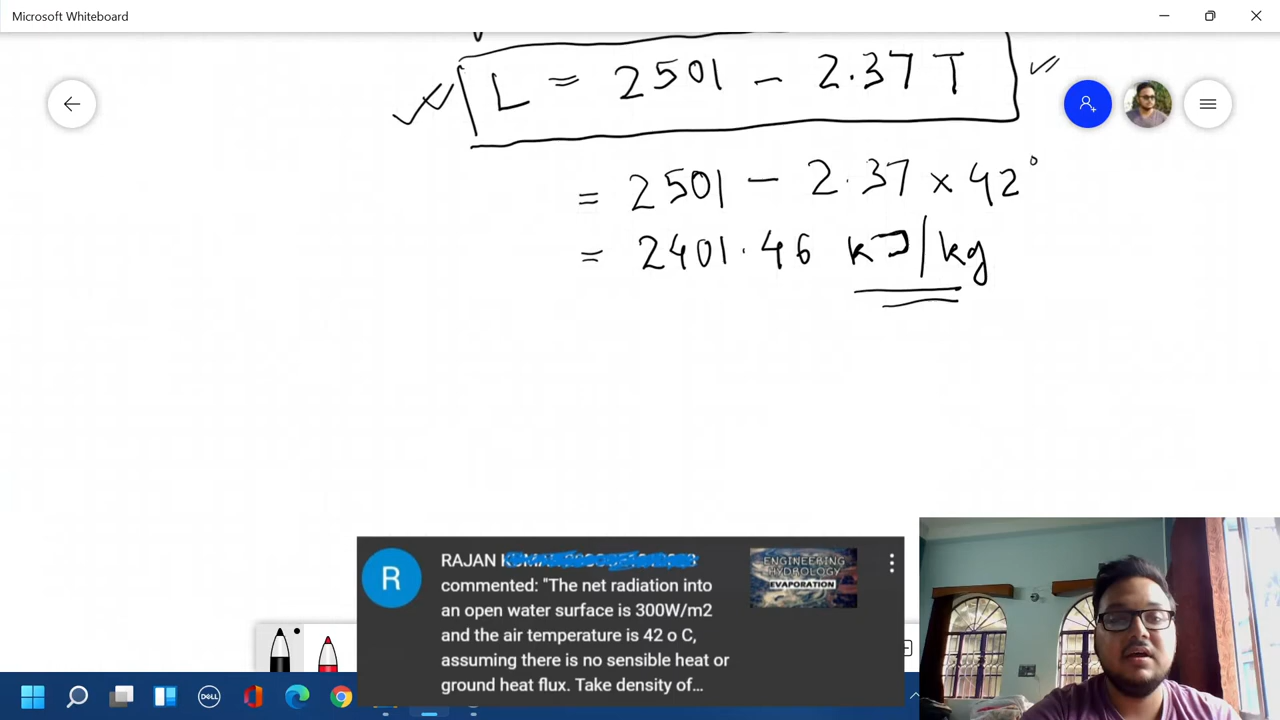 Microsoft Whiteboard
L = 2501 - 2.37 T
= 2501 - 2.37 × 42°
= 2401.46 kJ/kg
R
RAJAN
commented: "The net radiation into
an open water surface is 300W/m2
and the air temperature is 42 o C,
assuming there is no sensible heat or
ground heat flux. Take density of...
ENGINEERING
HYDROLOGY
EVAPORATION
DELL